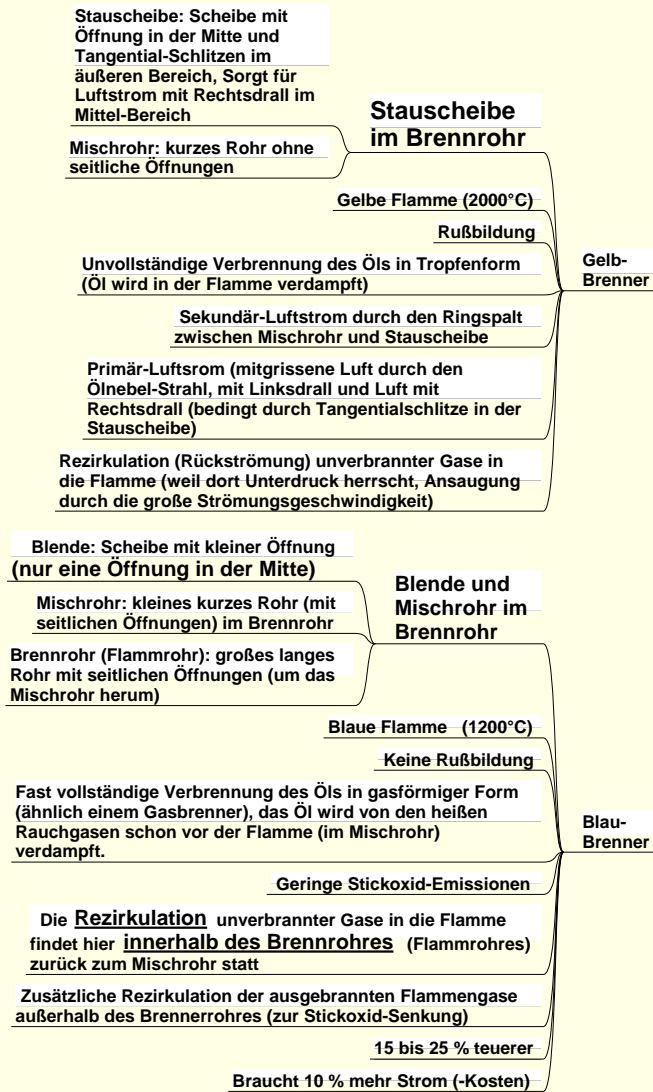 Stauscheibe: Scheibe mit
Öffnung in der Mitte und
Tangential-Schlitzen im
äußeren Bereich, Sorgt für
Luftstrom mit Rechtsdrall im
Mittel-Bereich
Mischrohr: kurzes Rohr ohne
seitliche Öffnungen
Stauscheibe
im Brennrohr
Gelbe Flamme (2000°C)
Rußbildung
Unvollständige Verbrennung des Öls in Tropfenform
(Öl wird in der Flamme verdampft)
Sekundär-Luftstrom durch den Ringspalt
zwischen Mischrohr und Stauscheibe
Primär-Luftsrom (mitgrissene Luft durch den
Ölnebel-Strahl, mit Linksdrall und Luft mit
Rechtsdrall (bedingt durch Tangentialschlitze in der
Stauscheibe)
Rezirkulation (Rückströmung) unverbrannter Gase in
die Flamme (weil dort Unterdruck herrscht, Ansaugung
durch die große Strömungsgeschwindigkeit)
Gelb-
Brenner
Blende: Scheibe mit kleiner Öffnung
(nur eine Öffnung in der Mitte)
Mischrohr: kleines kurzes Rohr (mit
seitlichen Öffnungen) im Brennrohr
Brennrohr (Flammrohr): großes langes
Rohr mit seitlichen Öffnungen (um das
Mischrohr herum)
Blende und
Mischrohr im
Brennrohr
Blaue Flamme (1200°C)
Keine Rußbildung
Fast vollständige Verbrennung des Öls in gasförmiger Form
(ähnlich einem Gasbrenner), das Öl wird von den heißen
Rauchgasen schon vor der Flamme (im Mischrohr)
verdampft.
Geringe Stickoxid-Emissionen
Die Rezirkulation unverbrannter Gase in die Flamme
findet hier innerhalb des Brennrohres (Flammrohres)
zurück zum Mischrohr statt
Zusätzliche Rezirkulation der ausgebrannten Flammengase
außerhalb des Brennerrohres (zur Stickoxid-Senkung)
15 bis 25 % teuerer
Braucht 10 % mehr Strom (-Kosten)
Blau-
Brenner